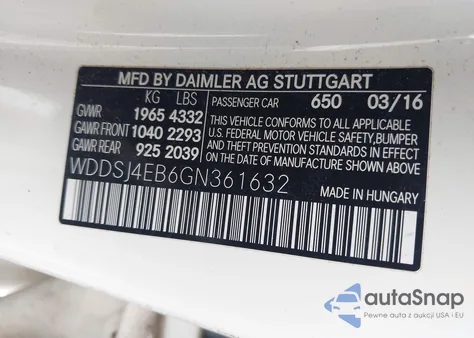 MFD BY DAIMLER AG STUTTGART
KG LBS PASSENGER CAR 650 03/16
GVWR 1965 4332
GAWR FRONT 1040 2293
GAWR REAR 925 2039
THIS VEHICLE CONFORMS TO ALL APPLICABLE
U.S. FEDERAL MOTOR VEHICLE SAFETY,BUMPER
AND THEFT PREVENTION STANDARDS IN EFFECT
ON THE DATE OF MANUFACTURE SHOWN ABOVE
WDDSJ4EB6GN361632
MADE IN HUNGARY
autoSnap
Pewne auta z aukcji USA i EU